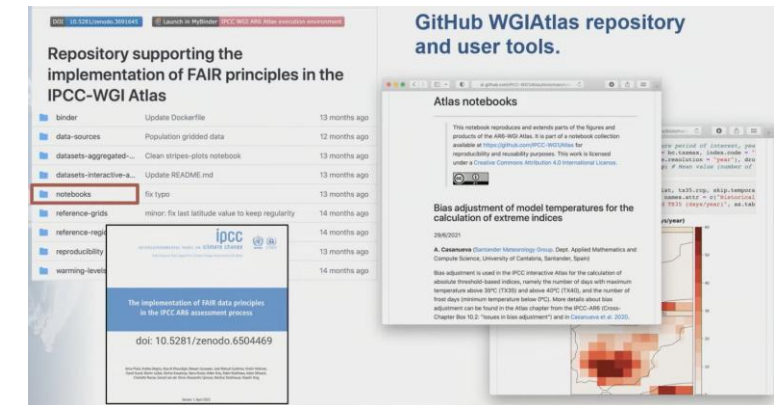 DOI 10.5281/zenodo.3691645
Launch in MyBinder IPCC WGI AR6 Atlas execution environment
Repository supporting the
implementation of FAIR principles in the
IPCC-WGI Atlas
binder Update Dockerfile 13 months ago
data-sources Population gridded data 12 months ago
datasets-aggregated-... Clean stripes-plots notebook 13 months ago
datasets-interactive-a... Update README.md 13 months ago
notebooks fix typo 13 months ago
reference-grids minor: fix last latitude value to keep regularity 14 months ago
reference-regio 14 months ago
reproducibility 13 months ago
warming-levels 14 months ago
ipcc
climate change
The implementation of FAIR data principles
in the IPCC AR6 assessment process
doi: 10.5281/zenodo.6504469
GitHub WGIAtlas repository
and user tools.
Atlas notebooks
This notebook reproduces and extends parts of the figures and
products of the AR6-WGI Atlas. It is part of a notebook collection
available at https://github.com/IPCC-WGI/Atlas for
reproducibility and reusability purposes. This work is licensed
under a Creative Commons Attribution 4.0 International License.
Bias adjustment of model temperatures for the
calculation of extreme indices
29/6/2021
A. Casanueva (Santander Meteorology Group. Dept. Applied Mathematics and
Compute Science, University of Cantabria, Santander, Spain)
Bias adjustment is used in the IPCC interactive Atlas for the calculation of
absolute threshold-based indices, namely the number of days with maximum
temperature above 35ºC (TX35) and above 40ºC (TX40), and the number of
frost days (minimum temperature below 0ºC). More details about bias
adjustment can be found in the Atlas chapter from the IPCC-AR6 (Cross-
Chapter Box 10.2: "Issues in bias adjustment") and in Casanueva et al. 2020.